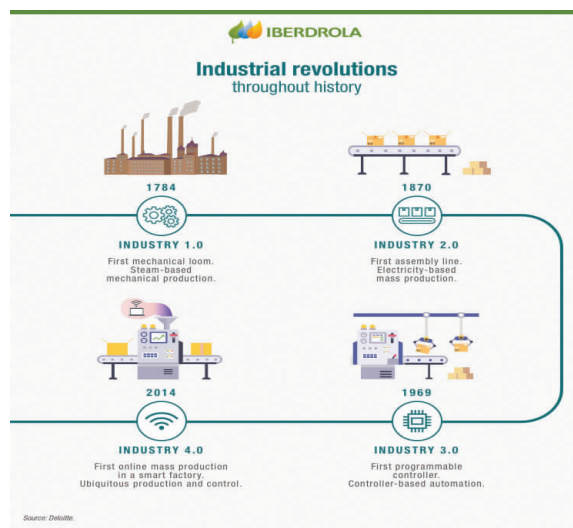 IBERDROLA
Industrial revolutions
throughout history
1784
INDUSTRY 1.0
First mechanical loom.
Steam-based
mechanical production.
1870
INDUSTRY 2.0
First assembly line.
Electricity-based
mass production.
1969
INDUSTRY 3.0
First programmable
controller.
Controller-based automation.
2014
INDUSTRY 4.0
First online mass production
in a smart factory.
Ubiquitous production and control.
Source: Deloitte.